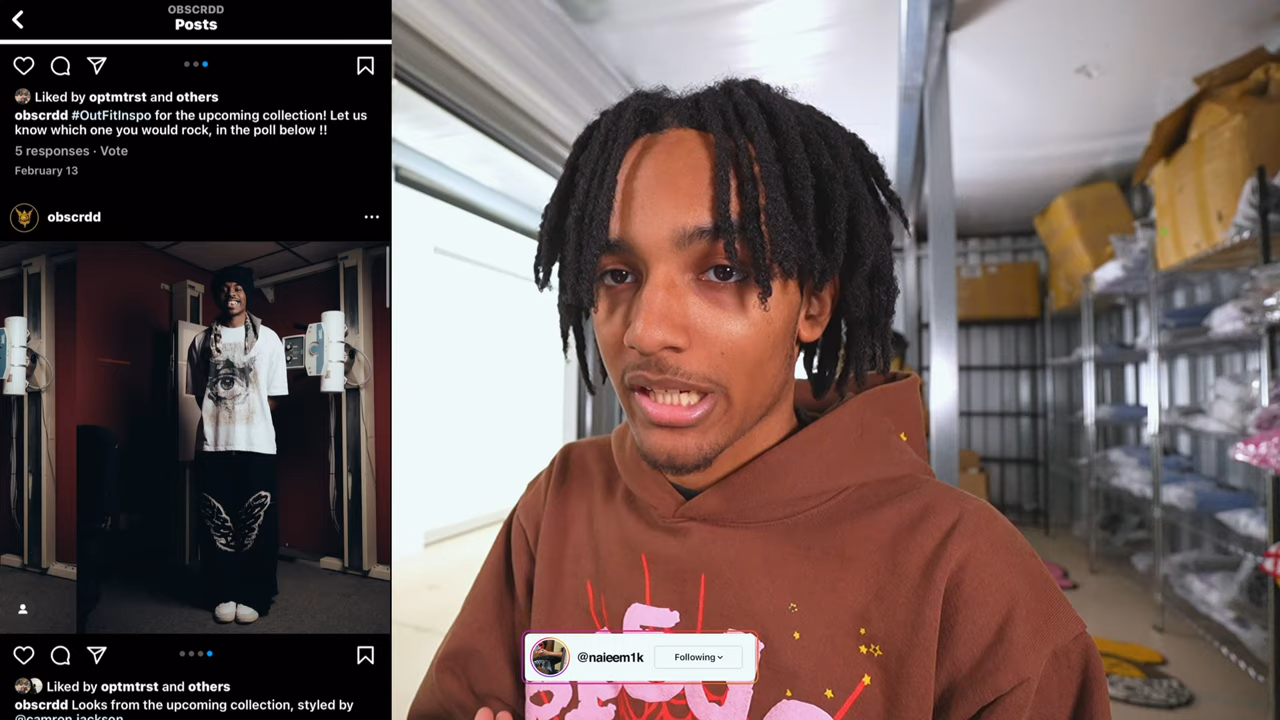 OBSCRDD
Posts
Liked by optmtrst and others
obscrdd #OutFitInspo for the upcoming collection! Let us
know which one you would rock, in the poll below !!
5 responses · Vote
February 13
obscrdd
Liked by optmtrst and others
obscrdd Looks from the upcoming collection, styled by
@camron.jackson
@naieem1k
Following